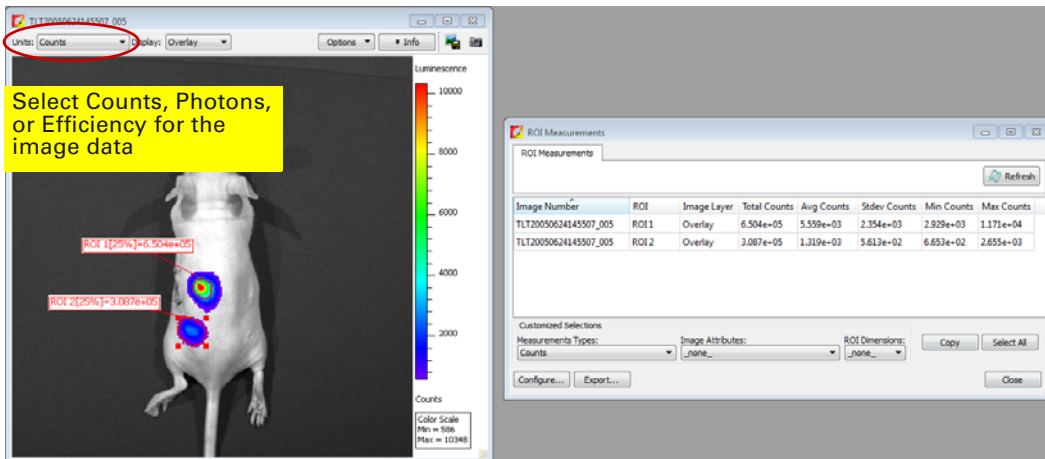 TLT20050624145507_005
Units: Counts Display: Overlay Options Info
Select Counts, Photons,
or Efficiency for the
image data
Luminescence
10000
8000
6000
4000
2000
ROI 1[25%]=6.504e+05
ROI 2[25%]=3.087e+05
Counts
Color Scale
Min = 586
Max = 10348
ROI Measurements
ROI Measurements
Refresh
Image Number ROI Image Layer Total Counts Avg Counts Stdev Counts Min Counts Max Counts
TLT20050624145507_005 ROI 1 Overlay 6.504e+05 5.559e+03 2.354e+03 2.929e+03 1.171e+04
TLT20050624145507_005 ROI 2 Overlay 3.087e+05 1.319e+03 5.613e+02 6.653e+02 2.655e+03
Customized Selections
Measurements Types: Image Attributes: ROI Dimensions:
Counts _none_ _none_ Copy Select All
Configure... Export... Close